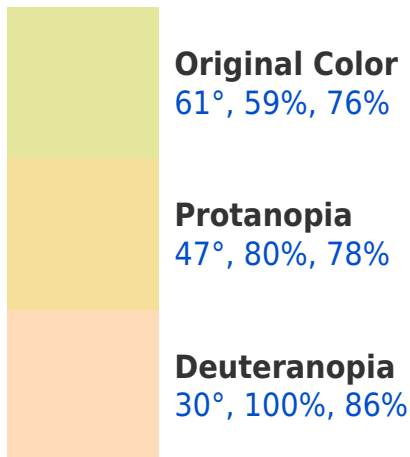 Original Color
61°, 59%, 76%
Protanopia
47°, 80%, 78%
Deuteranopia
30°, 100%, 86%